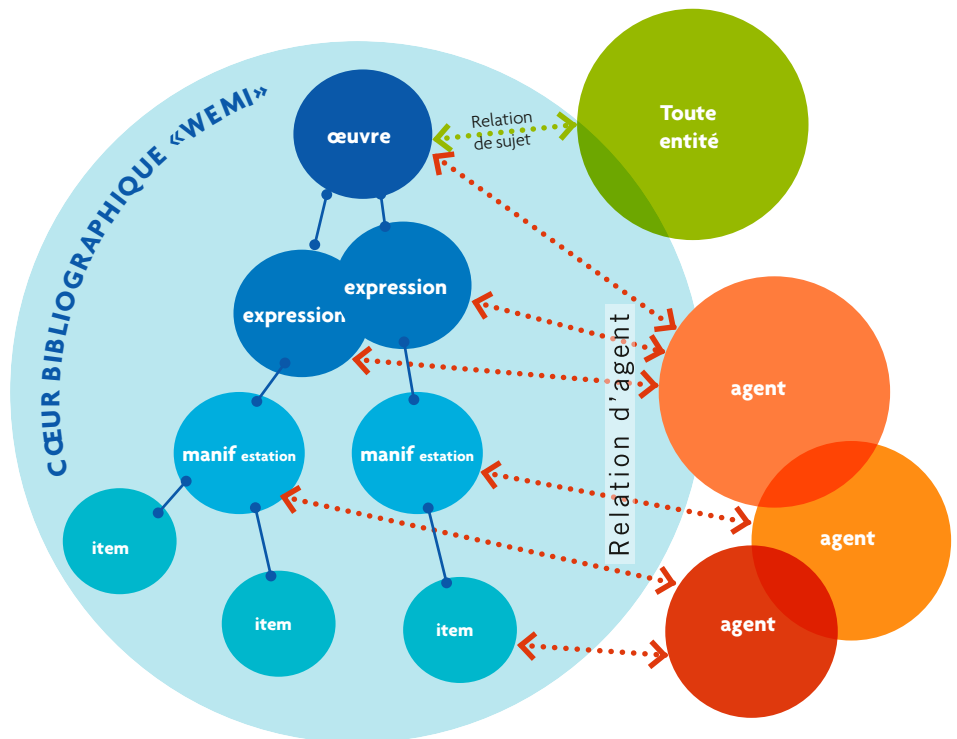 CŒUR BIBLIOGRAPHIQUE «WEMI»
œuvre
Relation
de sujet
Toute
entité
expression
expression
Relation d'agent
agent
manif estation
manif estation
agent
item
item
item
agent